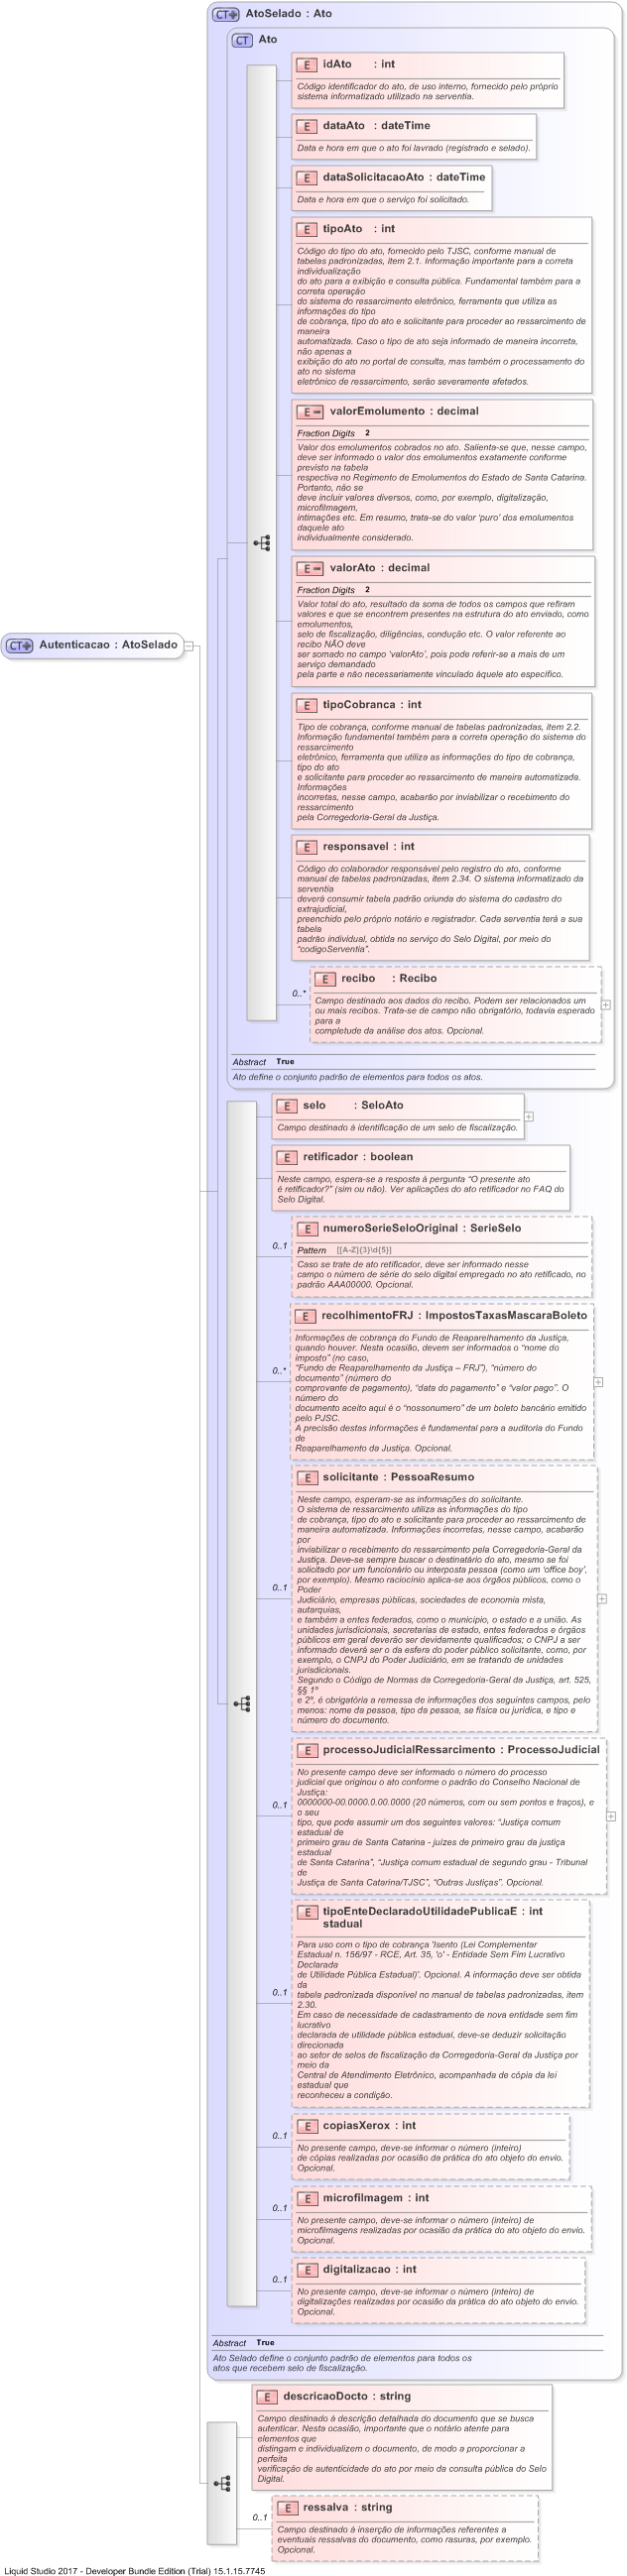 CT AtoSelado : Ato
CT Ato
E idAto : int
Código identificador do ato, de uso interno, fornecido pelo próprio
sistema informatizado utilizado na serventia.
E dataAto : dateTime
Data e hora em que o ato foi lavrado (registrado e selado).
E dataSolicitacaoAto : dateTime
Data e hora em que o serviço foi solicitado.
E tipoAto : int
Código do tipo do ato, fornecido pelo TJSC, conforme manual de
tabelas padronizadas, item 2.1. Informação importante para a correta
individualização
do ato para a exibição e consulta pública. Fundamental também para a
correta operação
do sistema do ressarcimento eletrônico, ferramenta que utiliza as
informações do tipo
de cobrança, tipo do ato e solicitante para proceder ao ressarcimento de
maneira
automatizada. Caso o tipo de ato seja informado de maneira incorreta,
não apenas a
exibição do ato no portal de consulta, mas também o processamento do
ato no sistema
eletrônico de ressarcimento, serão severamente afetados.
E valorEmolumento : decimal
Fraction Digits 2
Valor dos emolumentos cobrados no ato. Salienta-se que, nesse campo,
deve ser informado o valor dos emolumentos exatamente conforme
previsto na tabela
respectiva no Regimento de Emolumentos do Estado de Santa Catarina.
Portanto, não se
deve incluir valores diversos, como, por exemplo, digitalização,
microfilmagem,
intimações etc. Em resumo, trata-se do valor ‘puro’ dos emolumentos
daquele ato
individualmente considerado.
E valorAto : decimal
Fraction Digits 2
Valor total do ato, resultado da soma de todos os campos que refiram
valores e que se encontrem presentes na estrutura do ato enviado, como
emolumentos,
selo de fiscalização, diligências, condução etc. O valor referente ao
recibo NÃO deve
ser somado no campo ‘valorAto’, pois pode referir-se a mais de um
serviço demandado
pela parte e não necessariamente vinculado àquele ato específico.
CT Autenticacao : AtoSelado
E tipoCobranca : int
Tipo de cobrança, conforme manual de tabelas padronizadas, item 2.2.
Informação fundamental também para a correta operação do sistema do
ressarcimento
eletrônico, ferramenta que utiliza as informações do tipo de cobrança,
tipo do ato
e solicitante para proceder ao ressarcimento de maneira automatizada.
Informações
incorretas, nesse campo, acabarão por inviabilizar o recebimento do
ressarcimento
pela Corregedoria-Geral da Justiça.
E responsavel : int
Código do colaborador responsável pelo registro do ato, conforme
manual de tabelas padronizadas, item 2.34. O sistema informatizado da
serventia
deverá consumir tabela padrão oriunda do sistema do cadastro do
extrajudicial,
preenchido pelo próprio notário e registrador. Cada serventia terá a sua
tabela
padrão individual, obtida no serviço do Selo Digital, por meio do
“codigoServentia”.
0..* E recibo : Recibo
Campo destinado aos dados do recibo. Podem ser relacionados um
ou mais recibos. Trata-se de campo não obrigatório, todavia esperado
para a
completude da análise dos atos. Opcional.
Abstract True
Ato define o conjunto padrão de elementos para todos os atos.
E selo : SeloAto
Campo destinado à identificação de um selo de fiscalização.
E retificador : boolean
Neste campo, espera-se a resposta à pergunta “O presente ato
é retificador?” (sim ou não). Ver aplicações do ato retificador no FAQ do
Selo Digital.
0..1 E numeroSerieSeloOriginal : SerieSelo
Pattern [[A-Z]{3}\d{5}]
Caso se trate de ato retificador, deve ser informado nesse
campo o número de série do selo digital empregado no ato retificado, no
padrão AAA00000. Opcional.
0..* E recolhimentoFRJ : ImpostosTaxasMascaraBoleto
Informações de cobrança do Fundo de Reaparelhamento da Justiça,
quando houver. Nesta ocasião, devem ser informados o “nome do
imposto” (no caso,
“Fundo de Reaparelhamento da Justiça – FRJ”), “número do
documento” (número do
comprovante de pagamento), “data do pagamento” e “valor pago”. O
número do
documento aceito aqui é o “nossonumero” de um boleto bancário emitido
pelo PJSC.
A precisão destas informações é fundamental para a auditoria do Fundo
de
Reaparelhamento da Justiça. Opcional.
0..1 E solicitante : PessoaResumo
Neste campo, esperam-se as informações do solicitante.
O sistema de ressarcimento utiliza as informações do tipo
de cobrança, tipo do ato e solicitante para proceder ao ressarcimento de
maneira automatizada. Informações incorretas, nesse campo, acabarão
por
inviabilizar o recebimento do ressarcimento pela Corregedoria-Geral da
Justiça. Deve-se sempre buscar o destinatário do ato, mesmo se foi
solicitado por um funcionário ou interposta pessoa (como um ‘office boy’,
por exemplo). Mesmo raciocínio aplica-se aos órgãos públicos, como o
Poder
Judiciário, empresas públicas, sociedades de economia mista,
autarquias,
e também a entes federados, como o município, o estado e a união. As
unidades jurisdicionais, secretarias de estado, entes federados e órgãos
públicos em geral deverão ser devidamente qualificados; o CNPJ a ser
informado deverá ser o da esfera do poder público solicitante, como, por
exemplo, o CNPJ do Poder Judiciário, em se tratando de unidades
jurisdicionais.
Segundo o Código de Normas da Corregedoria-Geral da Justiça, art. 525,
§§ 1º
e 2º, é obrigatória a remessa de informações dos seguintes campos, pelo
menos: nome da pessoa, tipo da pessoa, se física ou jurídica, e tipo e
número do documento.
0..1 E processoJudicialRessarcimento : ProcessoJudicial
No presente campo deve ser informado o número do processo
judicial que originou o ato conforme o padrão do Conselho Nacional de
Justiça:
0000000-00.0000.0.00.0000 (20 números, com ou sem pontos e traços), e
o seu
tipo, que pode assumir um dos seguintes valores: “Justiça comum
estadual de
primeiro grau de Santa Catarina - juízes de primeiro grau da justiça
estadual
de Santa Catarina”, “Justiça comum estadual de segundo grau - Tribunal
de
Justiça de Santa Catarina/TJSC”, “Outras Justiças”. Opcional.
0..1 E tipoEnteDeclaradoUtilidadePublicaE : int
stadual
Para uso com o tipo de cobrança 'Isento (Lei Complementar
Estadual n. 156/97 - RCE, Art. 35, 'o' - Entidade Sem Fim Lucrativo
Declarada
de Utilidade Pública Estadual)'. Opcional. A informação deve ser obtida
da
tabela padronizada disponível no manual de tabelas padronizadas, item
2.30.
Em caso de necessidade de cadastramento de nova entidade sem fim
lucrativo
declarada de utilidade pública estadual, deve-se deduzir solicitação
direcionada
ao setor de selos de fiscalização da Corregedoria-Geral da Justiça por
meio da
Central de Atendimento Eletrônico, acompanhada de cópia da lei
estadual que
reconheceu a condição.
0..1 E copiasXerox : int
No presente campo, deve-se informar o número (inteiro)
de cópias realizadas por ocasião da prática do ato objeto do envio.
Opcional.
0..1 E microfilmagem : int
No presente campo, deve-se informar o número (inteiro) de
microfilmagens realizadas por ocasião da prática do ato objeto do envio.
Opcional.
0..1 E digitalizacao : int
No presente campo, deve-se informar o número (inteiro) de
digitalizações realizadas por ocasião da prática do ato objeto do envio.
Opcional.
Abstract True
Ato Selado define o conjunto padrão de elementos para todos os
atos que recebem selo de fiscalização.
E descricaoDocto : string
Campo destinado à descrição detalhada do documento que se busca
autenticar. Nesta ocasião, importante que o notário atente para
elementos que
distingam e individualizem o documento, de modo a proporcionar a
perfeita
verificação de autenticidade do ato por meio da consulta pública do Selo
Digital.
0..1 E ressalva : string
Campo destinado à inserção de informações referentes a
eventuais ressalvas do documento, como rasuras, por exemplo.
Opcional.
Liquid Studio 2017 - Developer Bundle Edition (Trial) 15.1.15.7745